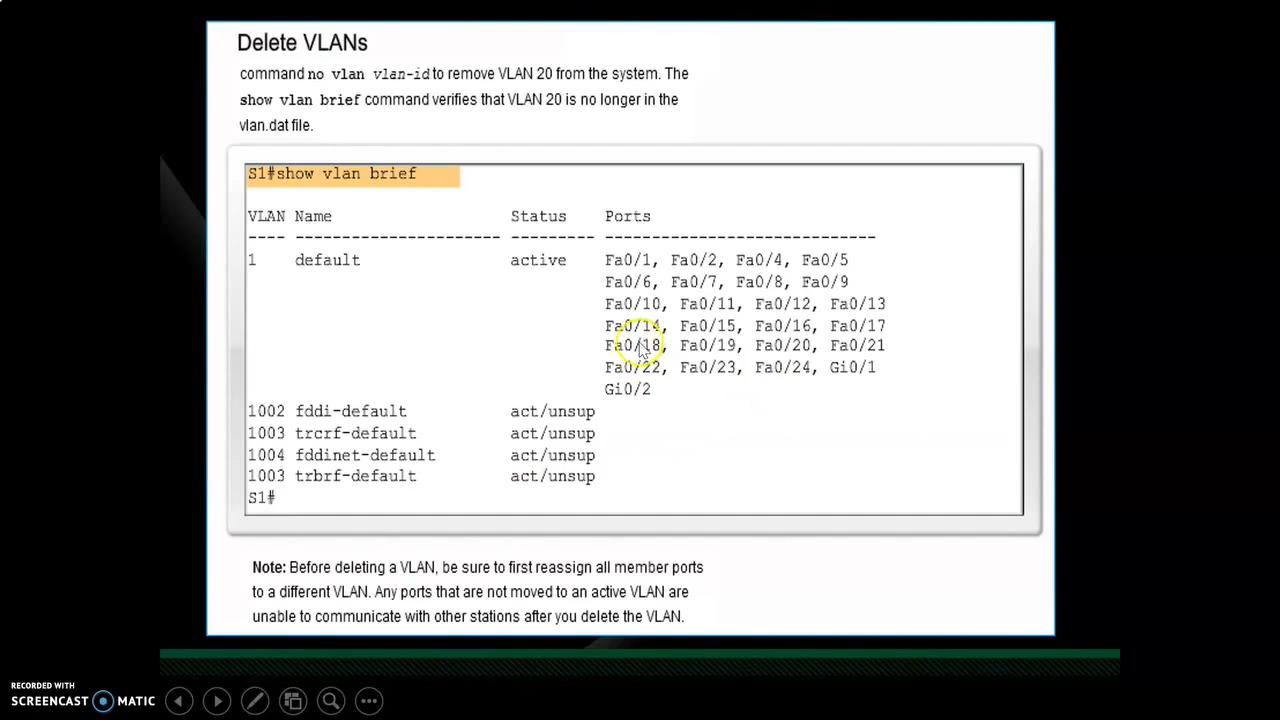 Delete VLANs
command no vlan vlan-id to remove VLAN 20 from the system. The
show vlan brief command verifies that VLAN 20 is no longer in the
vlan.dat file.
S1#show vlan brief
VLAN Name Status Ports
---- ---------------------- --------- -----------------------------
1 default active Fa0/1, Fa0/2, Fa0/4, Fa0/5
Fa0/6, Fa0/7, Fa0/8, Fa0/9
Fa0/10, Fa0/11, Fa0/12, Fa0/13
Fa0/14, Fa0/15, Fa0/16, Fa0/17
Fa0/18, Fa0/19, Fa0/20, Fa0/21
Fa0/22, Fa0/23, Fa0/24, Gi0/1
Gi0/2
1002 fddi-default act/unsup
1003 trcrf-default act/unsup
1004 fddinet-default act/unsup
1003 trbrf-default act/unsup
S1#
Note: Before deleting a VLAN, be sure to first reassign all member ports
to a different VLAN. Any ports that are not moved to an active VLAN are
unable to communicate with other stations after you delete the VLAN.
RECORDED WITH
SCREENCAST MATIC